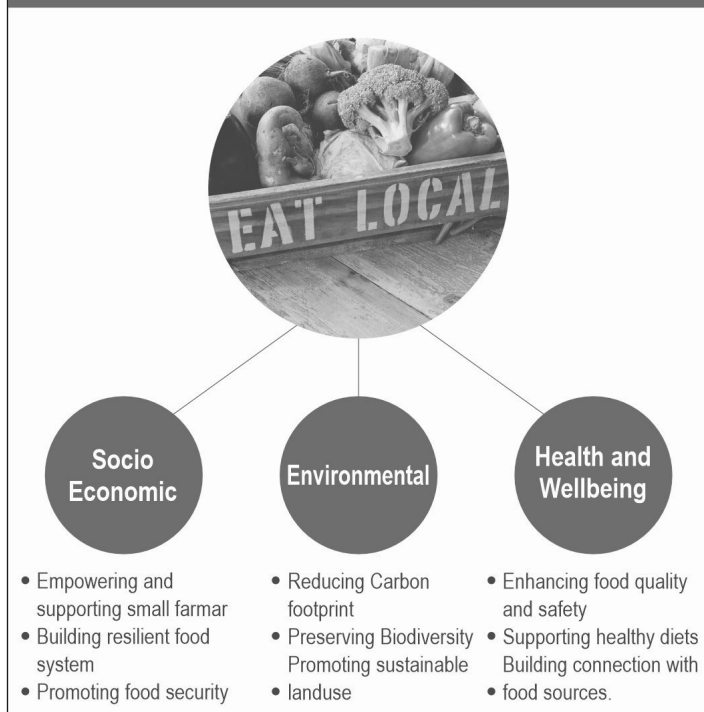 EAT LOCAL
Socio
Economic
• Empowering and
supporting small farmar
• Building resilient food
system
• Promoting food security
Environmental
• Reducing Carbon
footprint
• Preserving Biodiversity
Promoting sustainable
• landuse
Health and
Wellbeing
• Enhancing food quality
and safety
• Supporting healthy diets
Building connection with
• food sources.